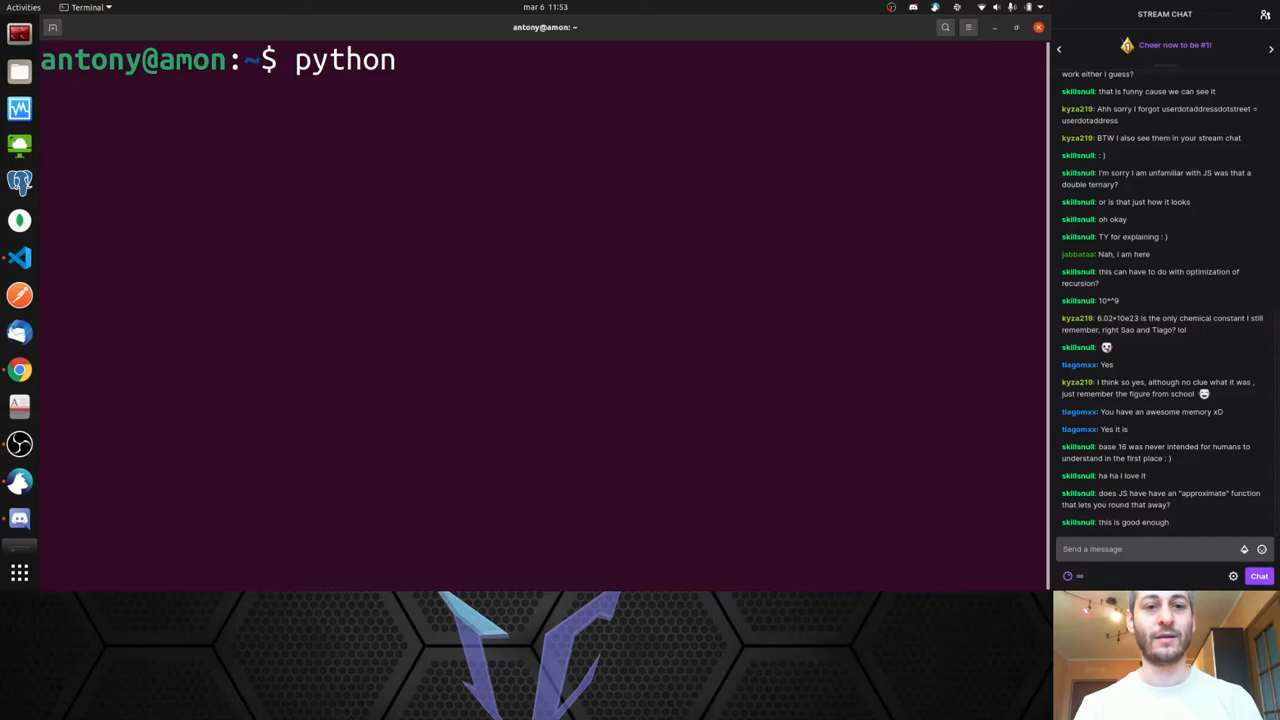 Activities
Terminal
mar 6 11:53
antony@amon: ~
antony@amon:~$ python
STREAM CHAT
Cheer now to be #1!
work either I guess?
skillsnull: that is funny cause we can see it
kyza219: Ahh sorry I forgot userdotaddressdotstreet =
userdotaddress
kyza219: BTW I also see them in your stream chat
skillsnull: : )
skillsnull: I'm sorry I am unfamiliar with JS was that a
double ternary?
skillsnull: or is that just how it looks
skillsnull: oh okay
skillsnull: TY for explaining : )
jabbataa: Nah, I am here
skillsnull: this can have to do with optimization of
recursion?
skillsnull: 10*^9
kyza219: 6.02*10e23 is the only chemical constant I still
remember, right Sao and Tiago? lol
skillsnull:
tiagomxx: Yes
kyza219: I think so yes, although no clue what it was ,
just remember the figure from school
tiagomxx: You have an awesome memory xD
tiagomxx: Yes it is
skillsnull: base 16 was never intended for humans to
understand in the first place : )
skillsnull: ha ha I love it
skillsnull: does JS have have an "approximate" function
that lets you round that away?
skillsnull: this is good enough
Send a message
∞
Chat